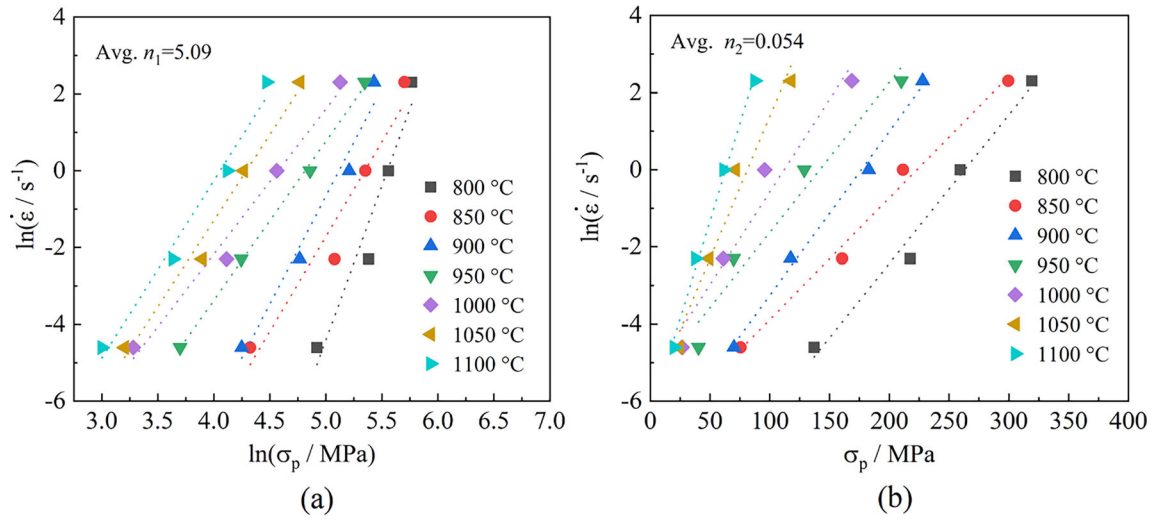 Avg. n₁=5.09
4
2
0
-2
-4
-6
ln(ε̇ / s⁻¹)
800 °C
850 °C
900 °C
950 °C
1000 °C
1050 °C
1100 °C
3.0 3.5 4.0 4.5 5.0 5.5 6.0 6.5 7.0
ln(σₚ / MPa)
(a)
Avg. n₂=0.054
4
2
0
-2
-4
-6
ln(ε̇ / s⁻¹)
800 °C
850 °C
900 °C
950 °C
1000 °C
1050 °C
1100 °C
0 50 100 150 200 250 300 350 400
σₚ / MPa
(b)